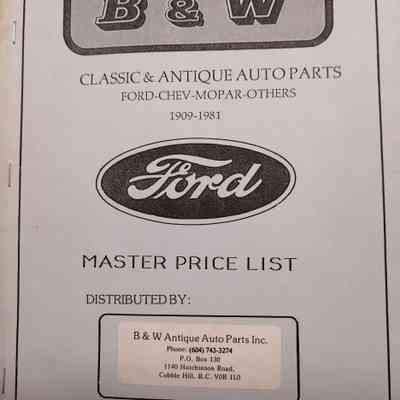 B & W
CLASSIC & ANTIQUE AUTO PARTS
FORD-CHEV-MOPAR-OTHERS
1909-1981
Ford
MASTER PRICE LIST
DISTRIBUTED BY:
B & W Antique Auto Parts Inc.
Phone: (604) 743-3274
P.O. Box 130
1140 Hutchinson Road,
Cobble Hill, B.C. V0R 1L0